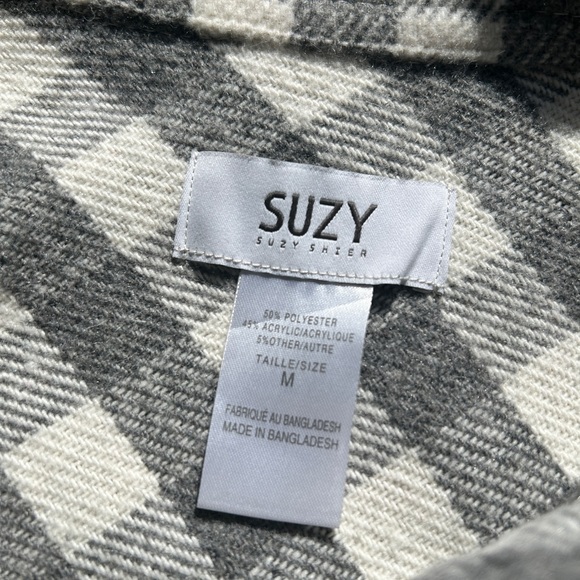 SUZY
SUZY SHIER
50% POLYESTER
45% ACRYLIC/ACRYLIQUE
5%OTHER/AUTRE
TAILLE/SIZE
M
FABRIQUÉ AU BANGLADESH
MADE IN BANGLADESH